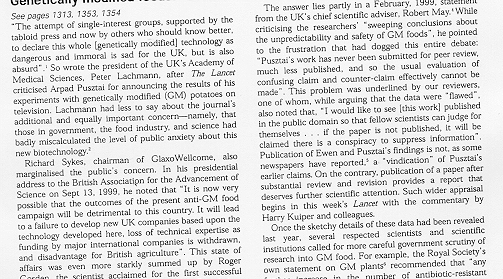 See pages 1313, 1353, 1354
"The attempt of single-interest groups, supported by the
tabloid press and now by others who should know better,
to declare this whole [genetically modified] technology as
dangerous and immoral is sad for the UK, but is also
absurd". So wrote the president of the UK's Academy of
Medical Sciences, Peter Lachmann, after The Lancet
criticised Arpad Pusztai for announcing the results of his
experiments with genetically modified (GM) potatoes on
television. Lachmann had less to say about the journal's
additional and equally important concern—namely, that
those in government, the food industry, and science had
badly miscalculated the level of public anxiety about this
new biotechnology.
Richard Sykes, chairman of GlaxoWellcome, also
marginalised the public's concern. In his presidential
address to the British Association for the Advancement of
Science on Sept 13, 1999, he noted that "It is now very
possible that the outcomes of the present anti-GM food
campaign will be detrimental to this country. It will lead
to a failure to develop new UK companies based upon the
technology developed here, loss of technical expertise as
funding by major international companies is withdrawn,
and disadvantage for British agriculture". This state of
affairs was even more starkly summed up by Roger
the scientist acclaimed for the first successful
The answer lies partly in a February, 1999, statement
from the UK's chief scientific adviser, Robert May. While
criticising the researchers' "sweeping conclusions about
the unpredictability and safety of GM foods", he pointed
to the frustration that had dogged this entire debate:
"Pusztai's work has never been submitted for peer review,
much less published, and so the usual evaluation of
confusing claim and counter-claim effectively cannot be
made". This problem was underlined by our reviewers,
one of whom, while arguing that the data were "flawed",
also noted that, "I would like to see [this work] published
in the public domain so that fellow scientists can judge for
themselves . . . if the paper is not published, it will be
claimed there is a conspiracy to suppress information".
Publication of Ewen and Pusztai's findings is not, as some
newspapers have reported, a "vindication" of Pusztai's
earlier claims. On the contrary, publication of a paper after
substantial review and revision provides a report that
deserves further scientific attention. Such wider appraisal
begins in this week's Lancet with the commentary by
Harry Kuiper and colleagues.
Once the sketchy details of these data had been revealed
last year, several respected scientists and scientific
institutions called for more careful government scrutiny of
research into GM food. For example, the Royal Society's
own statement on GM plants recommended that "any
in the number of antibiotic-resistant